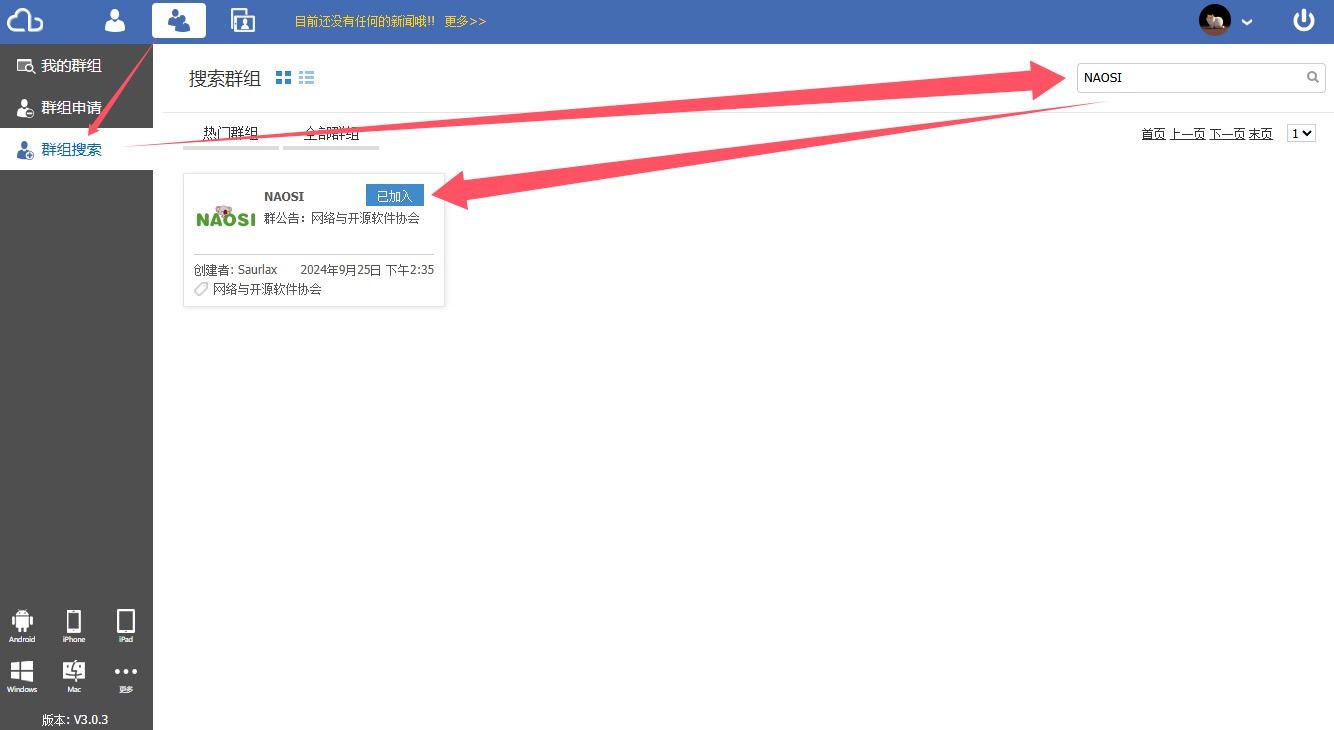 目前还没有任何的新闻哦!! 更多>>
我的群组
群组申请
群组搜索
搜索群组
NAOSI
热门群组 全部群组
首页 上一页 下一页 末页 1
NAOSI
NAOSI 已加入
群公告：网络与开源软件协会
创建者: Saurlax 2024年9月25日 下午2:35
网络与开源软件协会
Android iPhone iPad
Windows Mac 更多
版本: V3.0.3